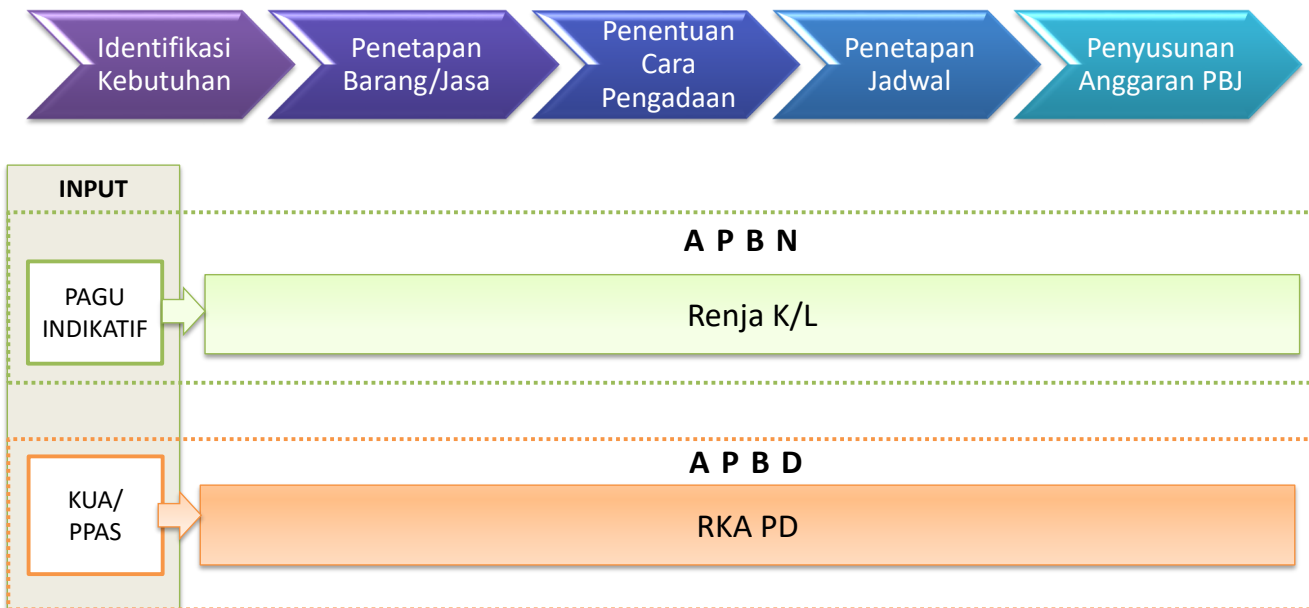 Identifikasi
Kebutuhan
Penetapan
Barang/Jasa
Penentuan
Cara
Pengadaan
Penetapan
Jadwal
Penyusunan
Anggaran PBJ
INPUT
A P B N
PAGU
INDIKATIF
Renja K/L
A P B D
KUA/
PPAS
RKA PD